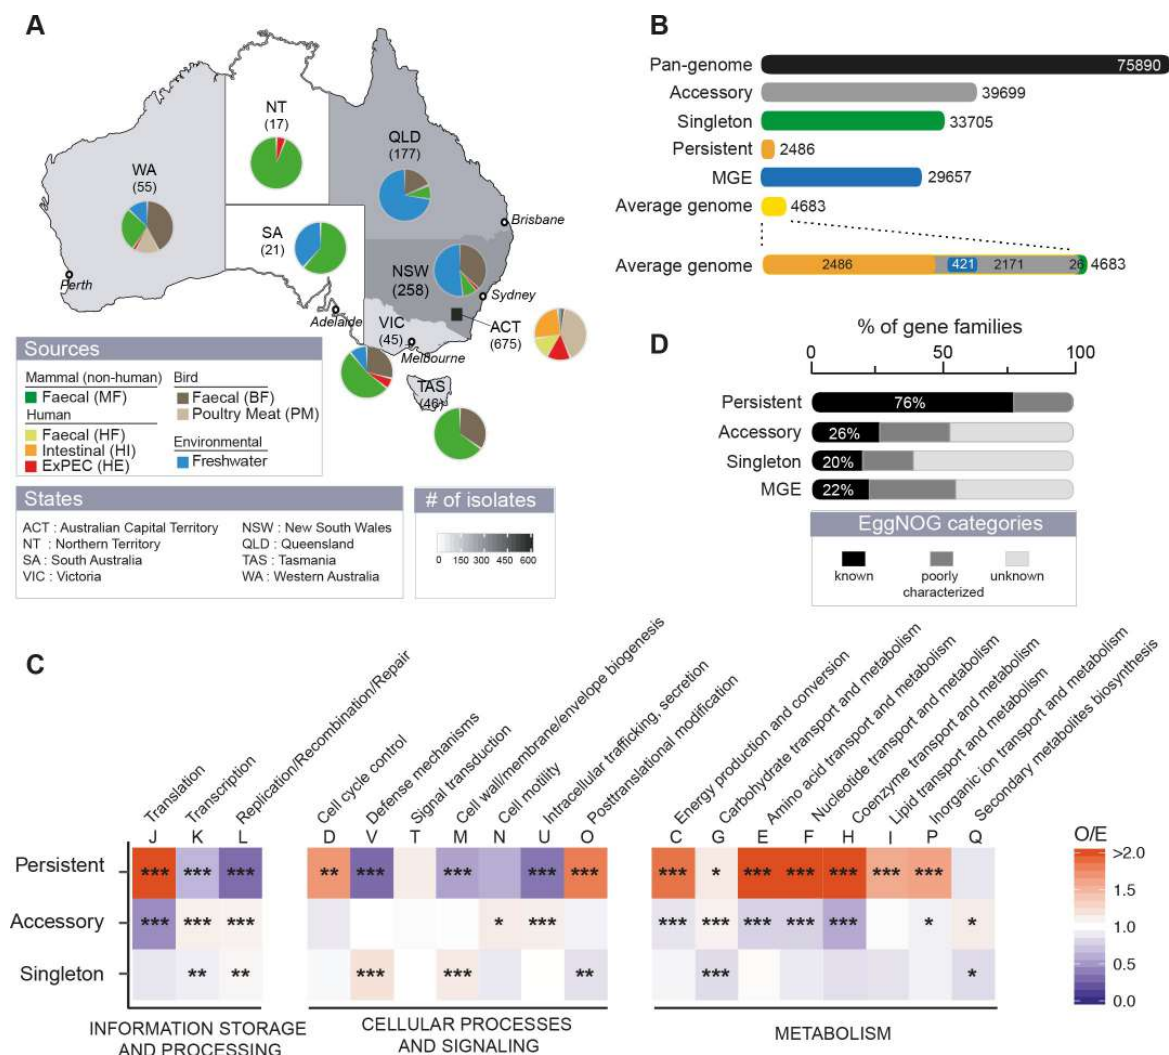 A
NT
(17)
QLD
(177)
WA
(55)
Brisbane
SA
(21)
NSW
(258)
Perth
Sydney
Adelaide
VIC
(45)
ACT
(675)
Melbourne
TAS
(46)
Sources
Mammal (non-human)
Faecal (MF)
Human
Faecal (HF)
Intestinal (HI)
ExPEC (HE)
Bird
Faecal (BF)
Poultry Meat (PM)
Environmental
Freshwater
States
ACT : Australian Capital Territory
NT : Northern Territory
SA : South Australia
VIC : Victoria
NSW : New South Wales
QLD : Queensland
TAS : Tasmania
WA : Western Australia
# of isolates
0 150 300 450 600
B
Pan-genome 75890
Accessory 39699
Singleton 33705
Persistent 2486
MGE 29657
Average genome 4683
Average genome 2486 421 2171 26 4683
D
% of gene families
0 50 100
Persistent 76%
Accessory 26%
Singleton 20%
MGE 22%
EggNOG categories
known
poorly
characterized
unknown
C
Translation
Transcription
Replication/Recombination/Repair
Cell cycle control
Defense mechanisms
Signal transduction
Cell wall/membrane/envelope biogenesis
Cell motility
Intracellular trafficking, secretion
Posttranslational modification
Energy production and conversion
Carbohydrate transport and metabolism
Amino acid transport and metabolism
Nucleotide transport and metabolism
Coenzyme transport and metabolism
Lipid transport and metabolism
Inorganic ion transport and metabolism
Secondary metabolites biosynthesis
J K L D V T M N U O C G E F H I P Q
Persistent *** *** *** ** *** *** *** *** *** * *** *** *** *** ***
Accessory *** *** *** * *** *** *** *** *** *** * *
Singleton ** ** *** *** ** *** *
INFORMATION STORAGE
AND PROCESSING
CELLULAR PROCESSES
AND SIGNALING
METABOLISM
O/E
>2.0
1.5
1.0
0.5
0.0